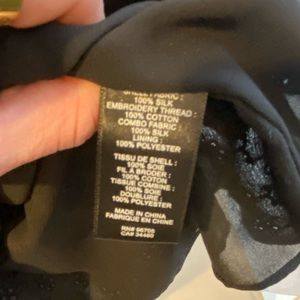 SHELL FABRIC :
100% SILK
EMBROIDERY THREAD :
100% COTTON
COMBO FABRIC :
100% SILK
LINING :
100% POLYESTER
TISSU DE SHELL :
100% SOIE
FIL À BRODER :
100% COTON
TISSUE COMBINE :
100% SOIE
DOUBLURE :
100% POLYESTER
MADE IN CHINA
FABRIQUE EN CHINE
RN# 66705
CA# 34480